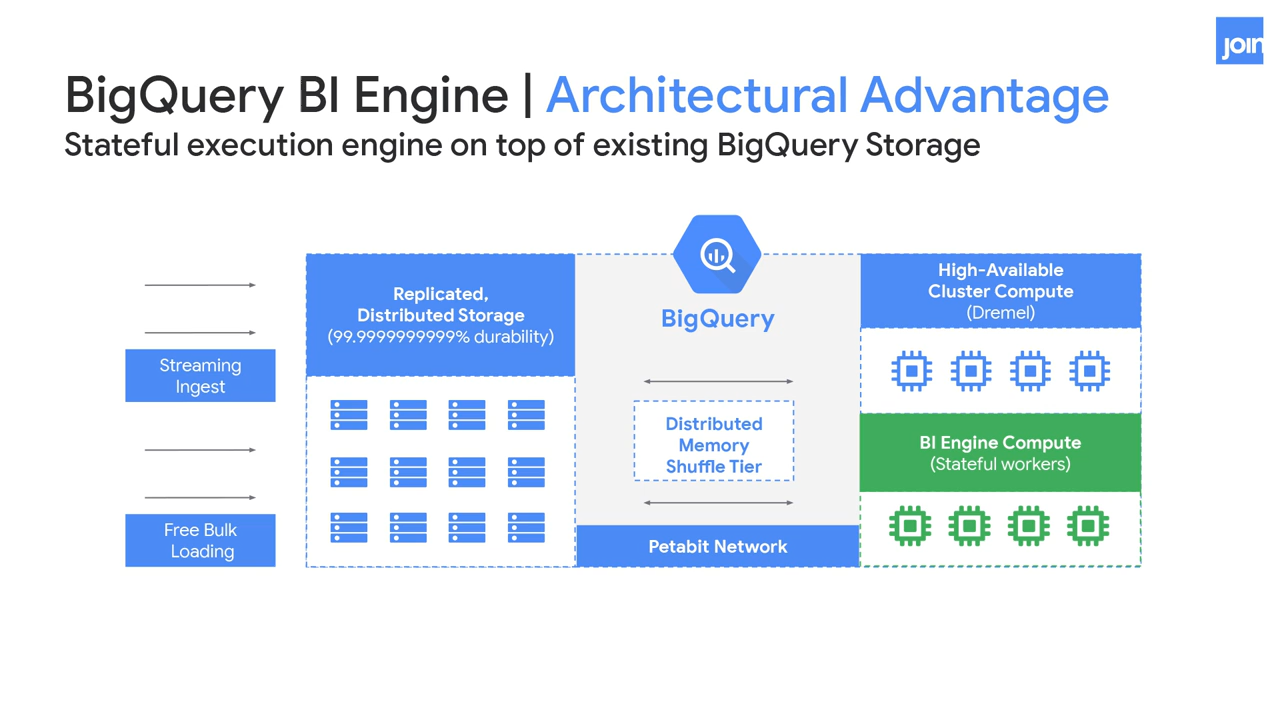 join
BigQuery BI Engine | Architectural Advantage
Stateful execution engine on top of existing BigQuery Storage
Streaming
Ingest
Free Bulk
Loading
Replicated,
Distributed Storage
(99.9999999999% durability)
BigQuery
Distributed
Memory
Shuffle Tier
Petabit Network
High-Available
Cluster Compute
(Dremel)
BI Engine Compute
(Stateful workers)